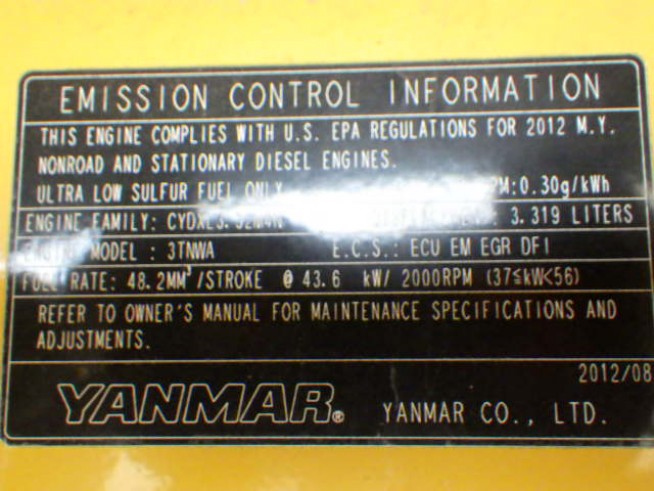 EMISSION CONTROL INFORMATION
THIS ENGINE COMPLIES WITH U.S. EPA REGULATIONS FOR 2012 M.Y.
NONROAD AND STATIONARY DIESEL ENGINES.
ULTRA LOW SULFUR FUEL ONLY PM:0.30g/kWh
ENGINE FAMILY: : 3.319 LITERS
ENGINE MODEL : 3TNWA E.C.S.: ECU EM EGR DFI
FUEL RATE: 48.2MM³/STROKE @ 43.6 kW/ 2000RPM (37≤kW<56)
REFER TO OWNER'S MANUAL FOR MAINTENANCE SPECIFICATIONS AND
ADJUSTMENTS.
2012/08
YANMAR® YANMAR CO., LTD.